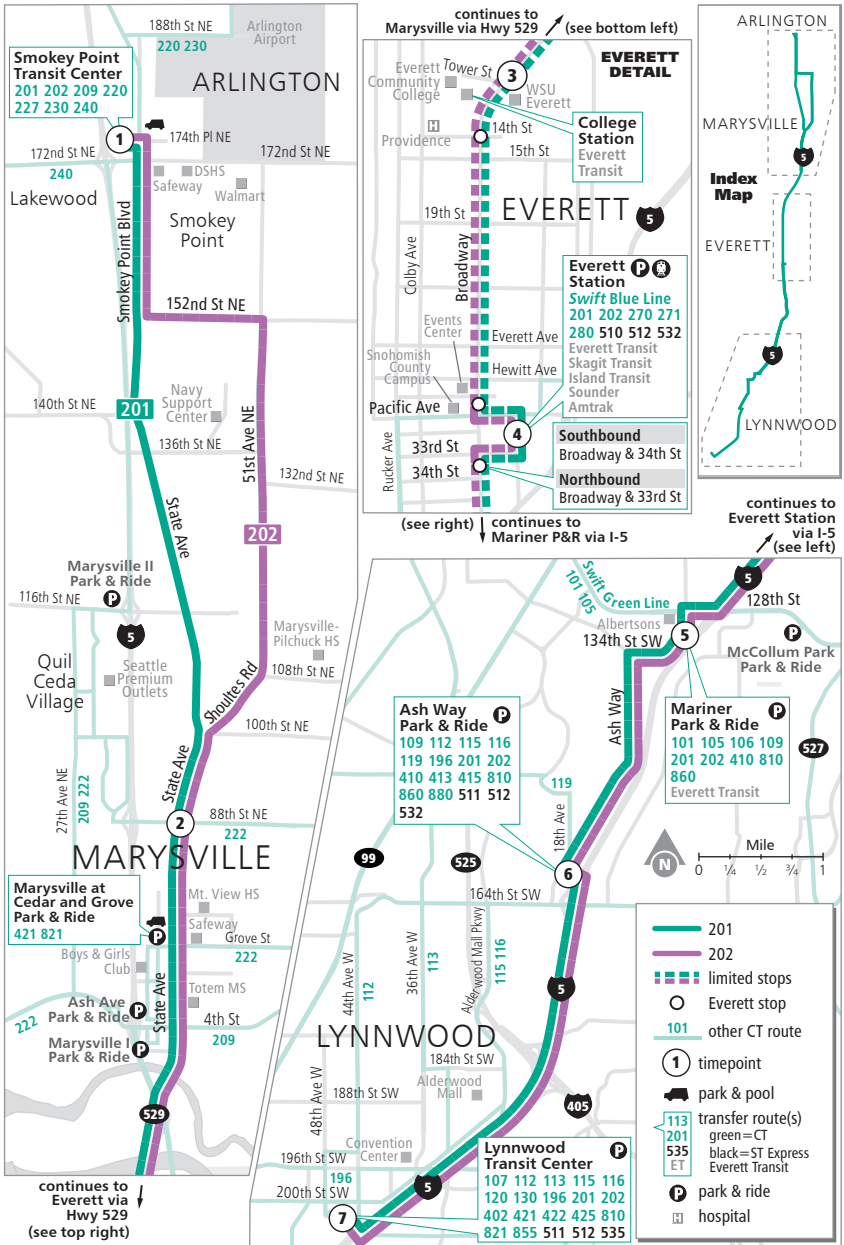 188th St NE
220 230
Arlington
Airport
Smokey Point
Transit Center
201 202 209 220
227 230 240
ARLINGTON
1
174th Pl NE
172nd St NE
172nd St NE
240
DSHS
Safeway
Walmart
Lakewood
Smokey
Point
Smokey Point Blvd
152nd St NE
201
Navy
Support
Center
140th St NE
136th St NE
51st Ave NE
132nd St NE
State Ave
202
Marysville II
Park & Ride
P
116th St NE
5
Marysville-
Pilchuck HS
Quil
Ceda
Village
Seattle
Premium
Outlets
108th St NE
Shoultes Rd
100th St NE
State Ave
27th Ave NE
209 222
2
88th St NE
222
MARYSVILLE
Marysville at
Cedar and Grove
Park & Ride
421 821
Mt. View HS
P
Safeway
Grove St
222
Boys & Girls
Club
State Ave
Totem MS
Ash Ave
Park & Ride
P
222
4th St
209
Marysville I
Park & Ride
P
529
continues to
Everett via
Hwy 529
(see top right)
continues to
Marysville via Hwy 529
(see bottom left)
EVERETT
DETAIL
Tower St
3
Everett
Community
College
WSU
Everett
H
Providence
14th St
15th St
College
Station
Everett
Transit
19th St
EVERETT
5
Colby Ave
Broadway
Everett
Station
P
Swift Blue Line
201 202 270 271
280 510 512 532
Everett Transit
Skagit Transit
Island Transit
Sounder
Amtrak
Events
Center
Everett Ave
Snohomish
County
Campus
Hewitt Ave
Pacific Ave
4
Rucker Ave
33rd St
34th St
Southbound
Broadway & 34th St
Northbound
Broadway & 33rd St
(see right)
continues to
Mariner P&R via I-5
ARLINGTON
MARYSVILLE
5
Index
Map
EVERETT
5
LYNNWOOD
continues to
Everett Station
via I-5
(see left)
Swift Green Line
101 105
5
128th St
Albertsons
134th St SW
5
P
McCollum Park
Park & Ride
Ash Way
Mariner
Park & Ride
P
101 105 106 109
201 202 410 810
860
Everett Transit
527
Ash Way
Park & Ride
P
109 112 115 116
119 196 201 202
410 413 415 810
860 880 511 512
532
119
18th Ave
99
525
6
N
Mile
0 ¼ ½ ¾ 1
164th St SW
44th Ave W
112
36th Ave W
113
Alderwood Mall Pkwy
115 116
5
LYNNWOOD
184th St SW
Alderwood
Mall
405
188th St SW
48th Ave W
Convention
Center
196th St SW
196
200th St SW
5
7
Lynnwood
Transit Center
P
107 112 113 115 116
120 130 196 201 202
402 421 422 425 810
821 855 511 512 535
201
202
limited stops
Everett stop
101 other CT route
1 timepoint
park & pool
113 transfer route(s)
201 green=CT
535 black=ST Express
ET Everett Transit
P park & ride
H hospital